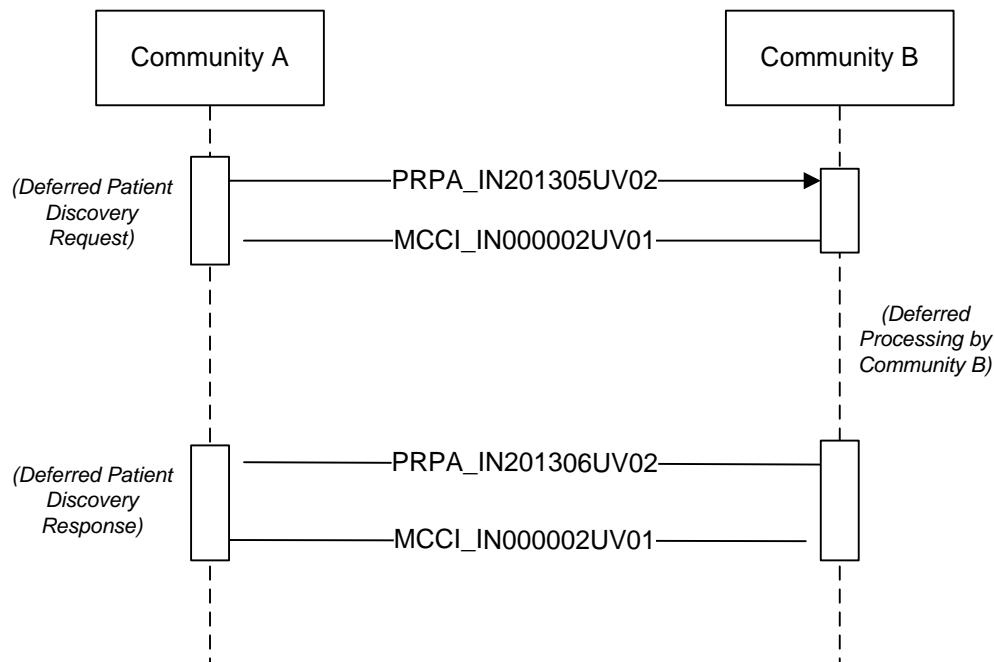 Community A
Community B
(Deferred Patient
Discovery
Request)
PRPA_IN201305UV02
MCCI_IN000002UV01
(Deferred
Processing by
Community B)
(Deferred Patient
Discovery
Response)
PRPA_IN201306UV02
MCCI_IN000002UV01